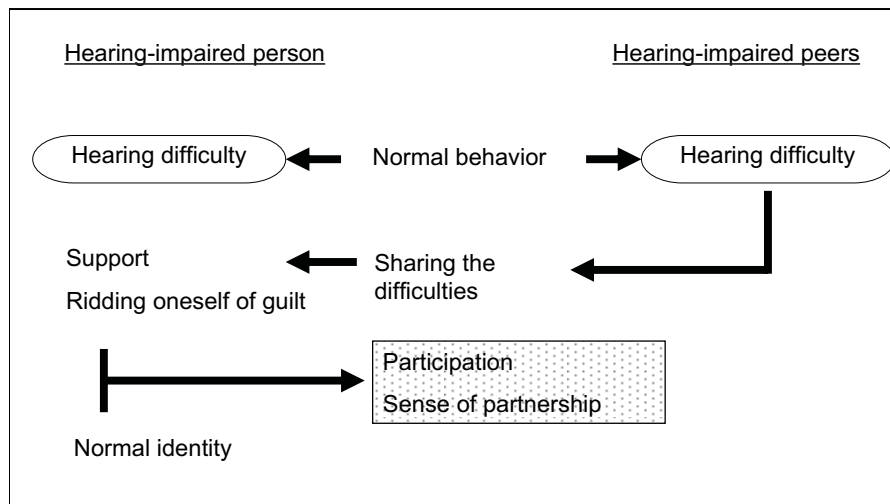 Hearing-impaired person
Hearing-impaired peers
Hearing difficulty
Normal behavior
Hearing difficulty
Support
Ridding oneself of guilt
Sharing the
difficulties
Participation
Sense of partnership
Normal identity